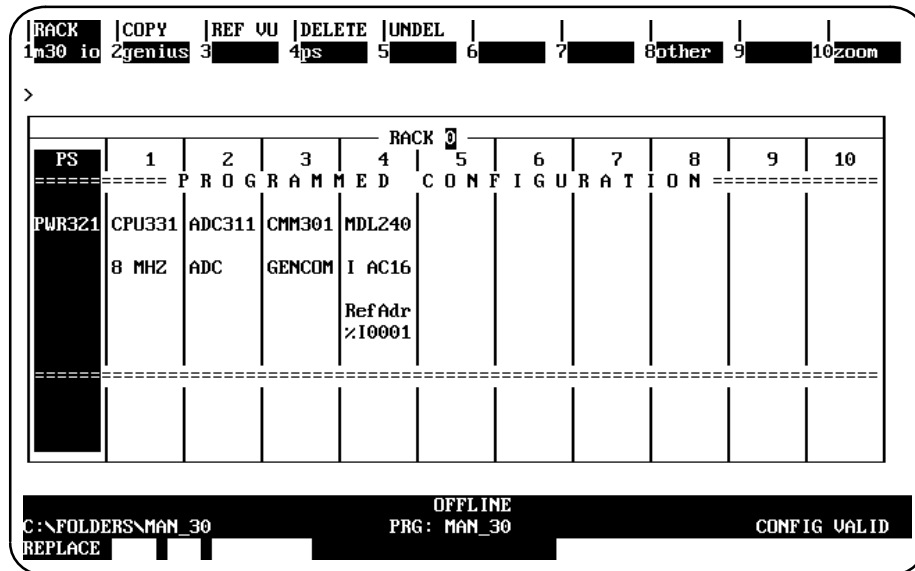 RACK |COPY |REF VU |DELETE |UNDEL | | | | |
1m30 io 2genius 3 4ps 5 6 7 8other 9 10zoom
>
RACK 0
PS 1 2 3 4 5 6 7 8 9 10
====== ====== P R O G R A M M E D C O N F I G U R A T I O N ================
PWR321 CPU331 ADC311 CMM301 MDL240
8 MHZ ADC GENCOM I AC16
RefAdr
%I0001
OFFLINE
C:\FOLDERS\MAN_30 PRG: MAN_30 CONFIG VALID
REPLACE